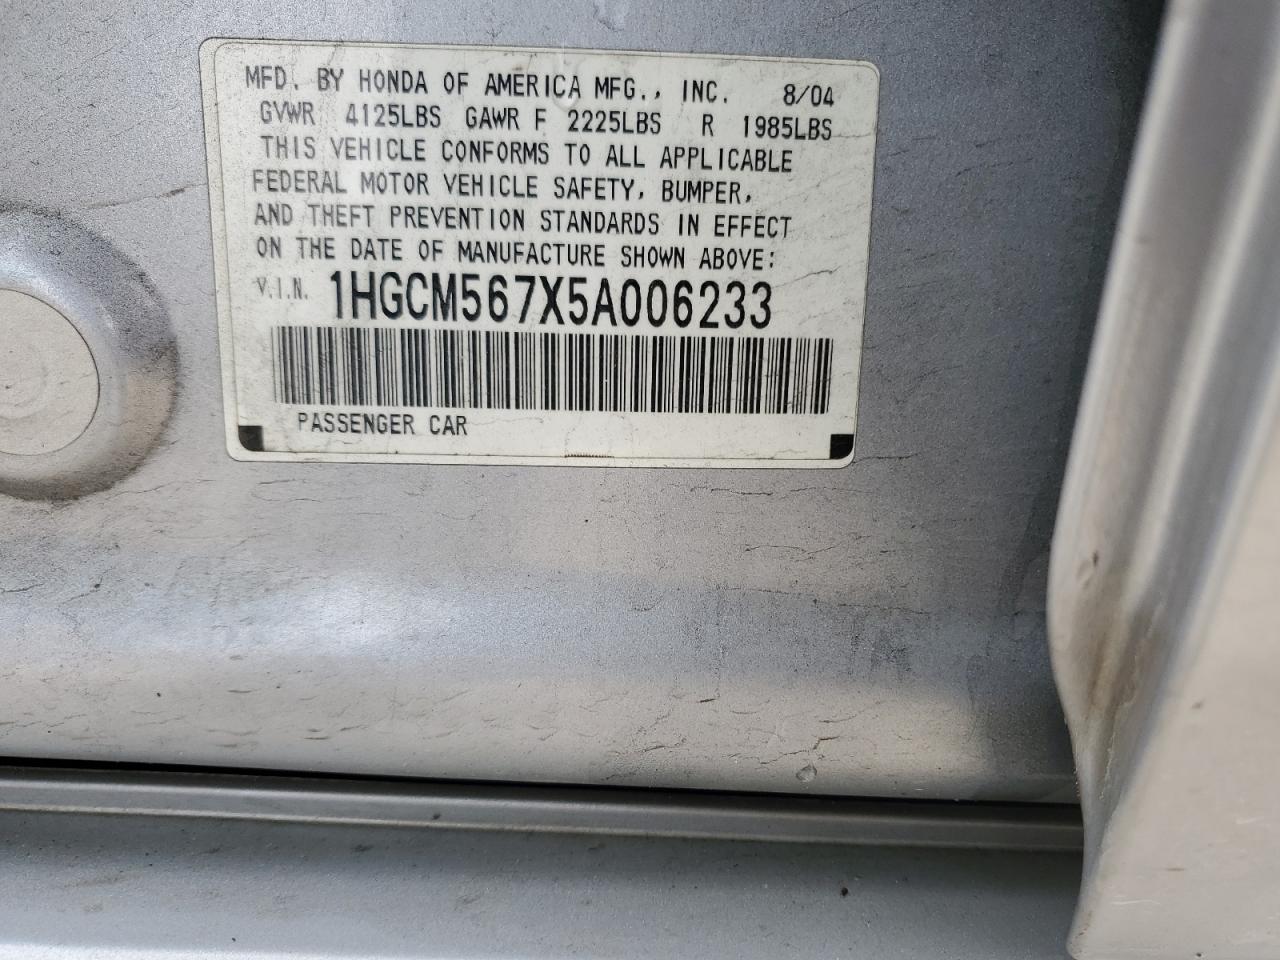 MFD. BY HONDA OF AMERICA MFG., INC. 8/04
GVWR 4125LBS GAWR F 2225LBS R 1985LBS
THIS VEHICLE CONFORMS TO ALL APPLICABLE
FEDERAL MOTOR VEHICLE SAFETY, BUMPER,
AND THEFT PREVENTION STANDARDS IN EFFECT
ON THE DATE OF MANUFACTURE SHOWN ABOVE:
V.I.N. 1HGCM567X5A006233
PASSENGER CAR